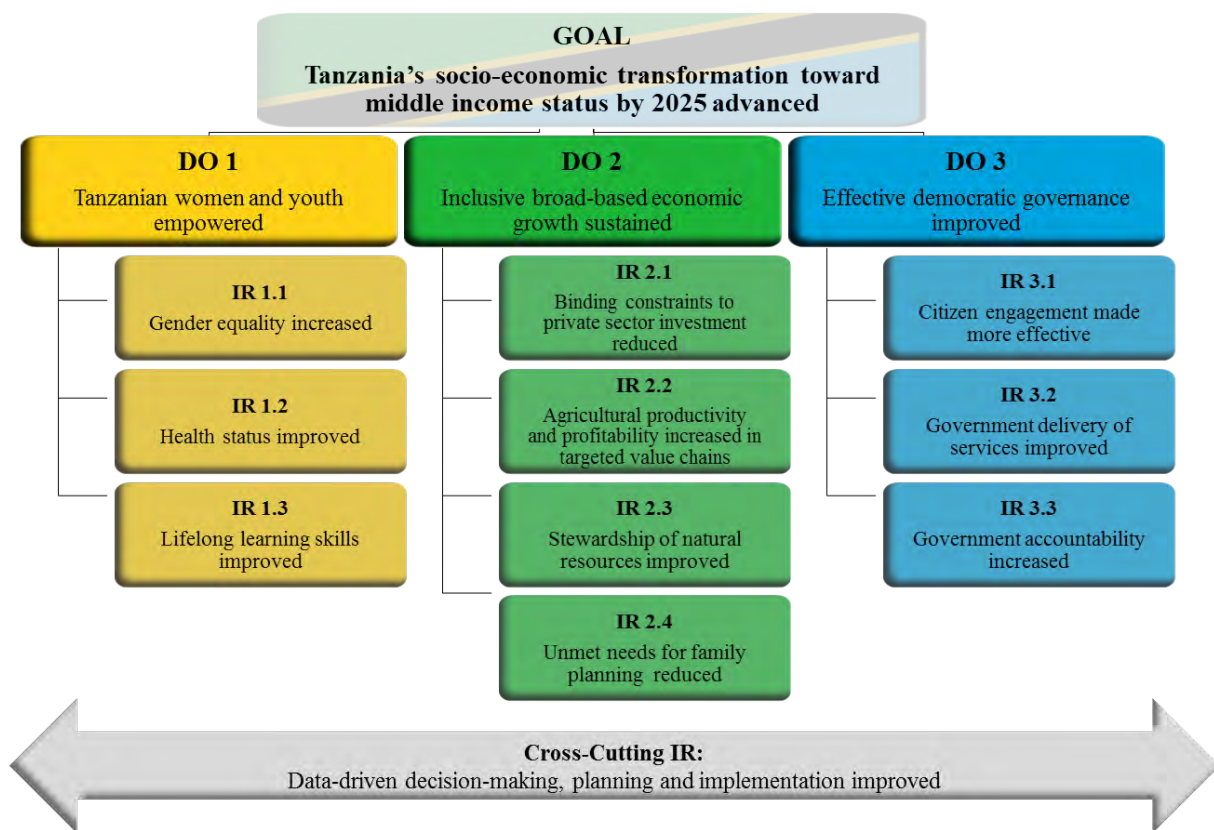 GOAL
Tanzania’s socio-economic transformation toward
middle income status by 2025 advanced
DO 1
Tanzanian women and youth
empowered
IR 1.1
Gender equality increased
IR 1.2
Health status improved
IR 1.3
Lifelong learning skills
improved
DO 2
Inclusive broad-based economic
growth sustained
IR 2.1
Binding constraints to
private sector investment
reduced
IR 2.2
Agricultural productivity
and profitability increased in
targeted value chains
IR 2.3
Stewardship of natural
resources improved
IR 2.4
Unmet needs for family
planning reduced
DO 3
Effective democratic governance
improved
IR 3.1
Citizen engagement made
more effective
IR 3.2
Government delivery of
services improved
IR 3.3
Government accountability
increased
Cross-Cutting IR:
Data-driven decision-making, planning and implementation improved